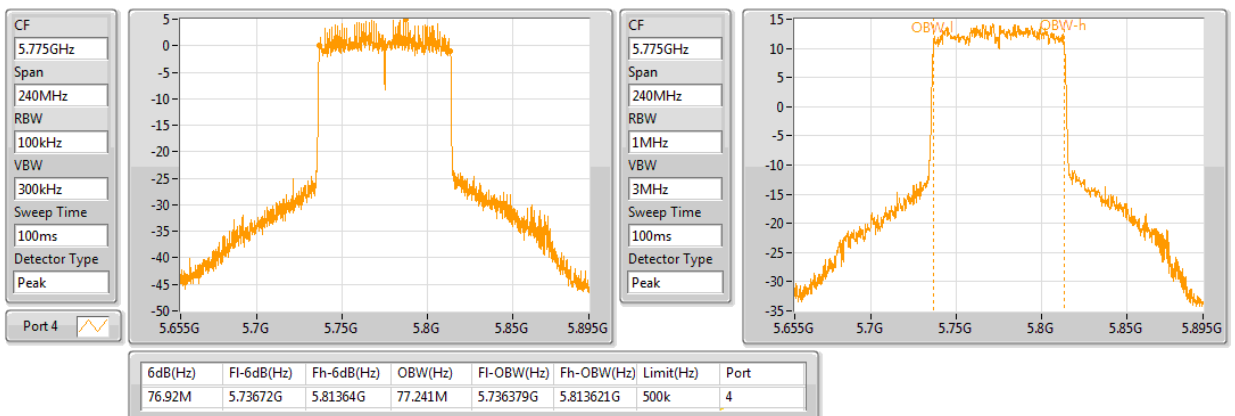 CF
5.775GHz
Span
240MHz
RBW
100kHz
VBW
300kHz
Sweep Time
100ms
Detector Type
Peak
Port 4
5
0
-5
-10
-15
-20
-25
-30
-35
-40
-45
-50
5.655G 5.7G 5.75G 5.8G 5.85G 5.895G
CF
5.775GHz
Span
240MHz
RBW
1MHz
VBW
3MHz
Sweep Time
100ms
Detector Type
Peak
OBW-l OBW-h
15
10
5
0
-5
-10
-15
-20
-25
-30
-35
5.655G 5.7G 5.75G 5.8G 5.85G 5.895G
6dB(Hz) Fl-6dB(Hz) Fh-6dB(Hz) OBW(Hz) Fl-OBW(Hz) Fh-OBW(Hz) Limit(Hz) Port
76.92M 5.73672G 5.81364G 77.241M 5.736379G 5.813621G 500k 4